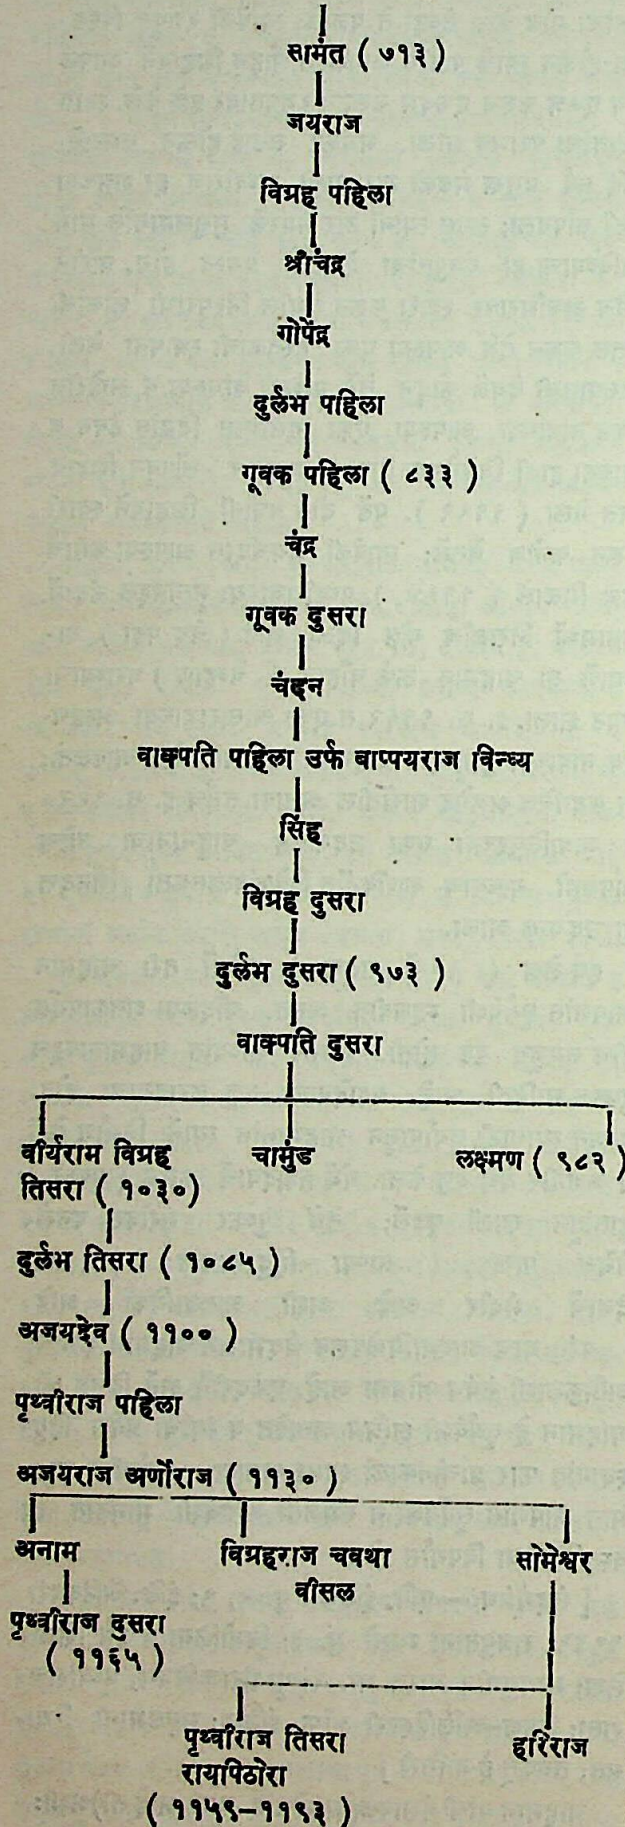 सामंत ( ७१३ )
जयराज
विग्रह पहिला
श्रीचंद्र
गोपेंद्र
दुर्लभ पहिला
गूवक पहिला ( ८३३ )
चंद्र
गूवक दुसरा
चंदन
वाक्पति पहिला उर्फ बाप्पयराज विन्ध्य
सिंह
विग्रह दुसरा
दुर्लभ दुसरा ( ९७३ )
वाक्पति दुसरा
वीर्यराम विग्रह चामुंड लक्ष्मण ( ९८२ )
तिसरा ( १०३० )
दुर्लभ तिसरा ( १०८५ )
अजयदेव ( ११०० )
पृथ्वीराज पहिला
अजयराज अर्णोराज ( ११३० )
अनाम विग्रहराज चवथा सोमेश्वर
वीसल
पृथ्वीराज दुसरा
( ११६५ )
पृथ्वीराज तिसरा हरिराज
रायपिठोरा
( ११५९-११९३ )